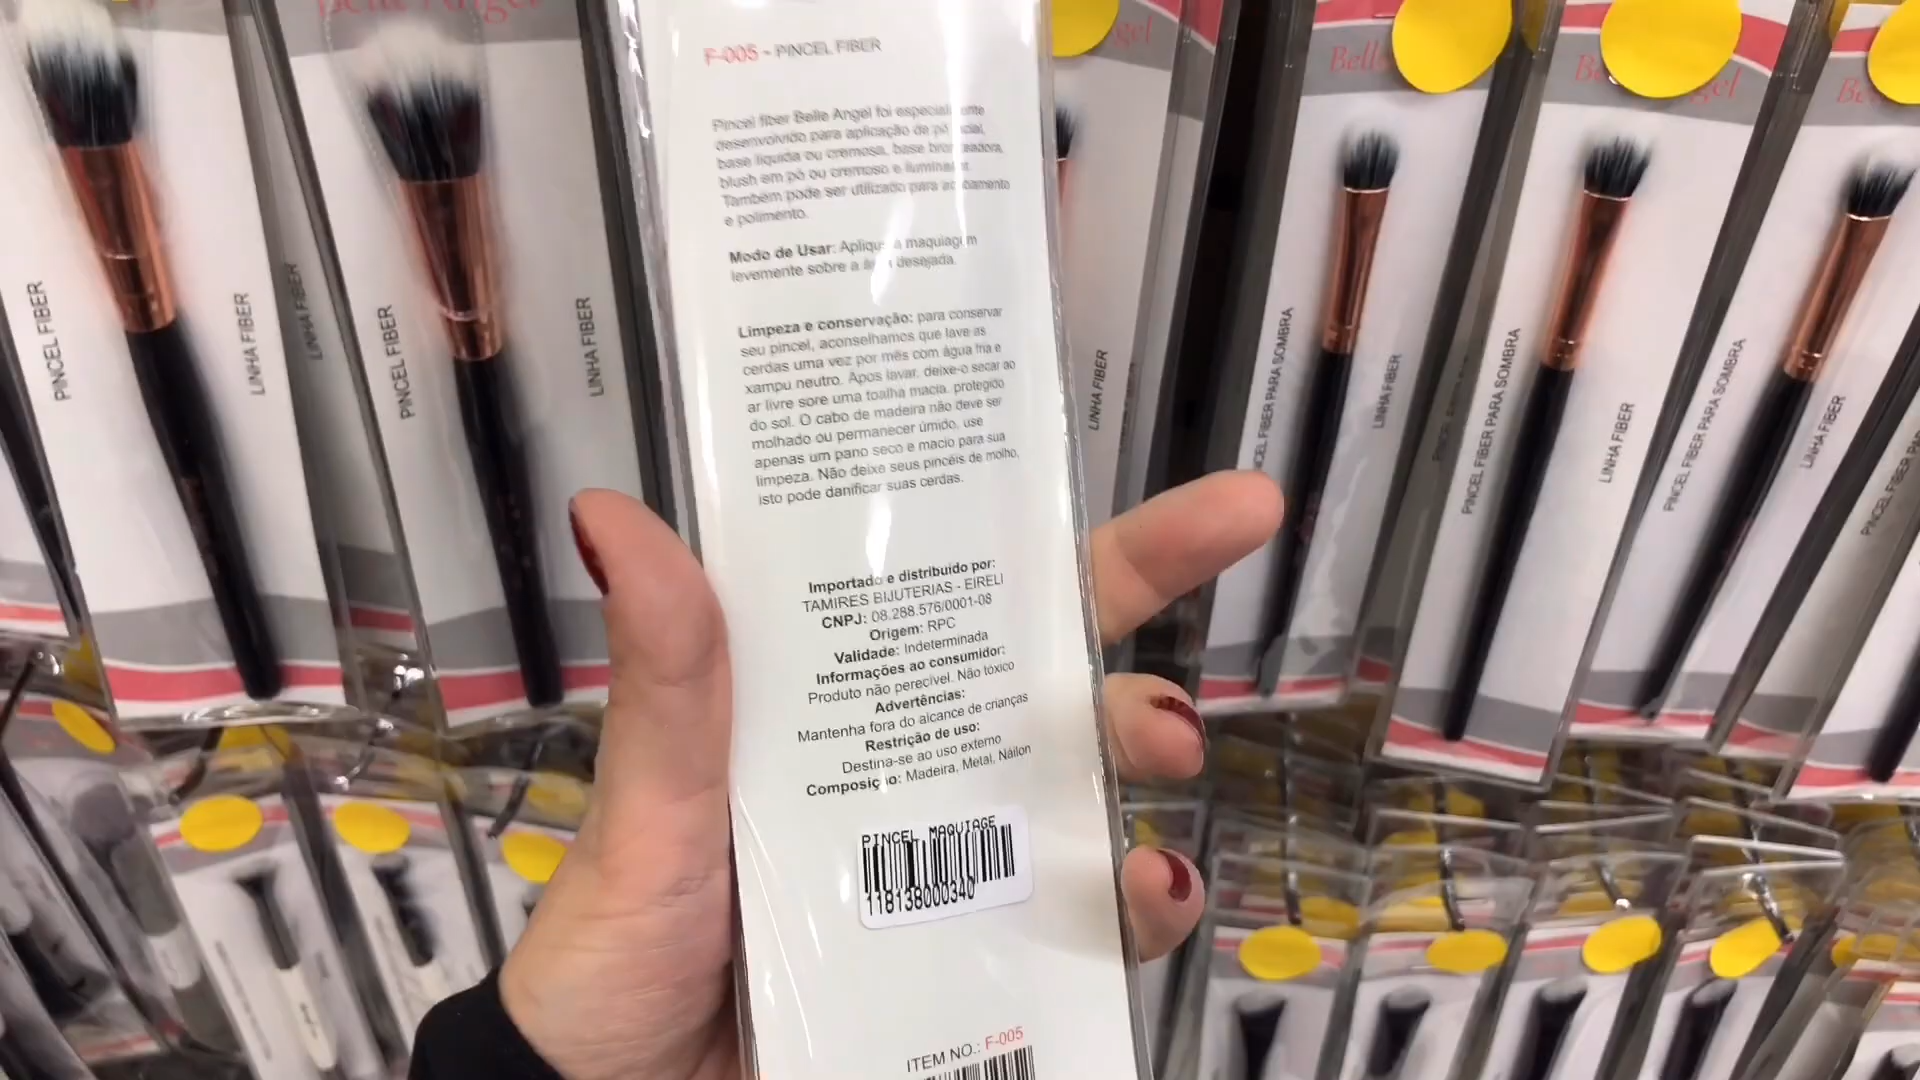 F-005 - PINCEL FIBER
Pincel fiber Belle Angel foi especialmente
desenvolvido para aplicação de pó facial,
base líquida ou cremosa, base bronzeadora,
blush em pó ou cremoso e iluminador.
Também pode ser utilizado para acabamento
e polimento.
Modo de Usar: Aplique a maquiagem
levemente sobre a área desejada.
Limpeza e conservação: para conservar
seu pincel, aconselhamos que lave as
cerdas uma vez por mês com água fria e
xampu neutro. Apos lavar, deixe-o secar ao
ar livre sore uma toalha macia, protegido
do sol. O cabo de madeira não deve ser
molhado ou permanecer úmido, use
apenas um pano seco e macio para sua
limpeza. Não deixe seus pincéis de molho,
isto pode danificar suas cerdas.
Importado e distribuído por:
TAMIRES BIJUTERIAS - EIRELI
CNPJ: 08.288.576/0001-08
Origem: RPC
Validade: Indeterminada
Informações ao consumidor:
Produto não perecível. Não tóxico
Advertências:
Mantenha fora do alcance de crianças
Restrição de uso:
Destina-se ao uso externo
Composição: Madeira, Metal, Náilon
PINCEL MAQUIAGE
118138000340
ITEM NO.: F-005
Belle Angel
PINCEL FIBER
LINHA FIBER
LINHA FIBER
PINCEL FIBER
LINHA FIBER
LINHA FIBER
PINCEL FIBER PARA SOMBRA
LINHA FIBER
PINCEL FIBER PARA SOMBRA
LINHA FIBER
PINCEL FIBER PARA SOMBRA
LINHA FIBER